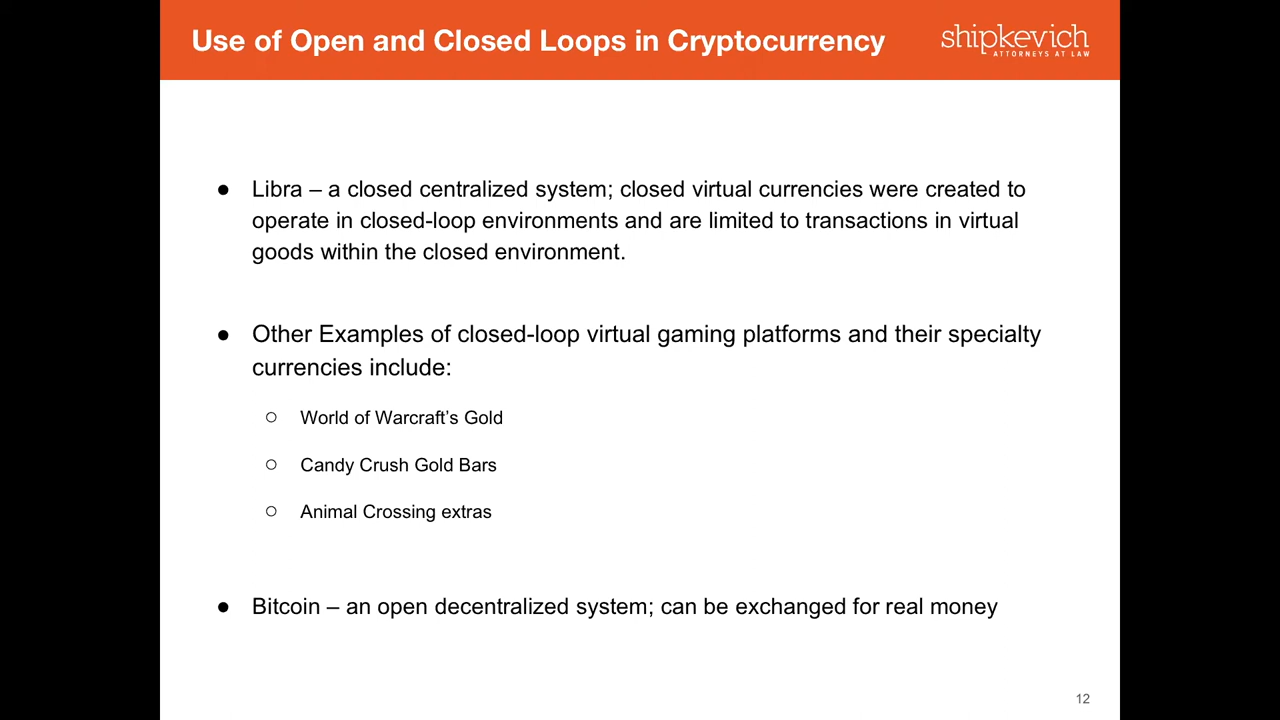 Use of Open and Closed Loops in Cryptocurrency
shipkevich
ATTORNEYS AT LAW
● Libra – a closed centralized system; closed virtual currencies were created to
operate in closed-loop environments and are limited to transactions in virtual
goods within the closed environment.
● Other Examples of closed-loop virtual gaming platforms and their specialty
currencies include:
○ World of Warcraft’s Gold
○ Candy Crush Gold Bars
○ Animal Crossing extras
● Bitcoin – an open decentralized system; can be exchanged for real money
12